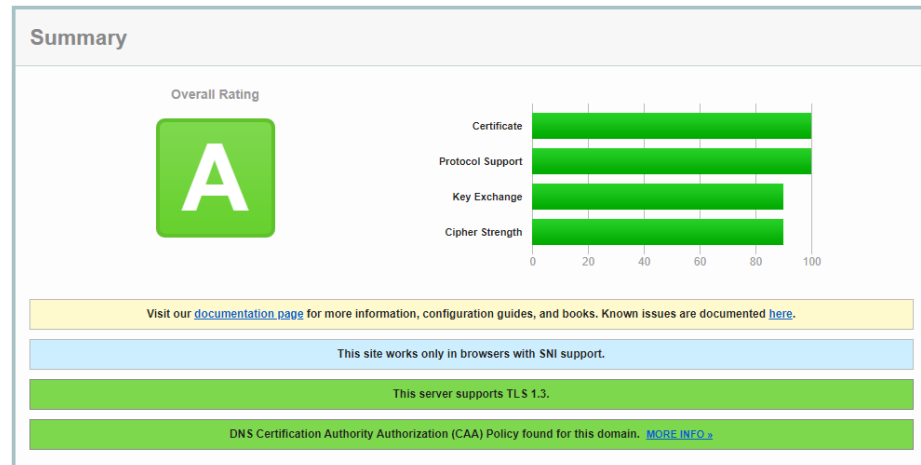 Summary
Overall Rating
A
Certificate
Protocol Support
Key Exchange
Cipher Strength
0 20 40 60 80 100
Visit our documentation page for more information, configuration guides, and books. Known issues are documented here.
This site works only in browsers with SNI support.
This server supports TLS 1.3.
DNS Certification Authority Authorization (CAA) Policy found for this domain. MORE INFO »